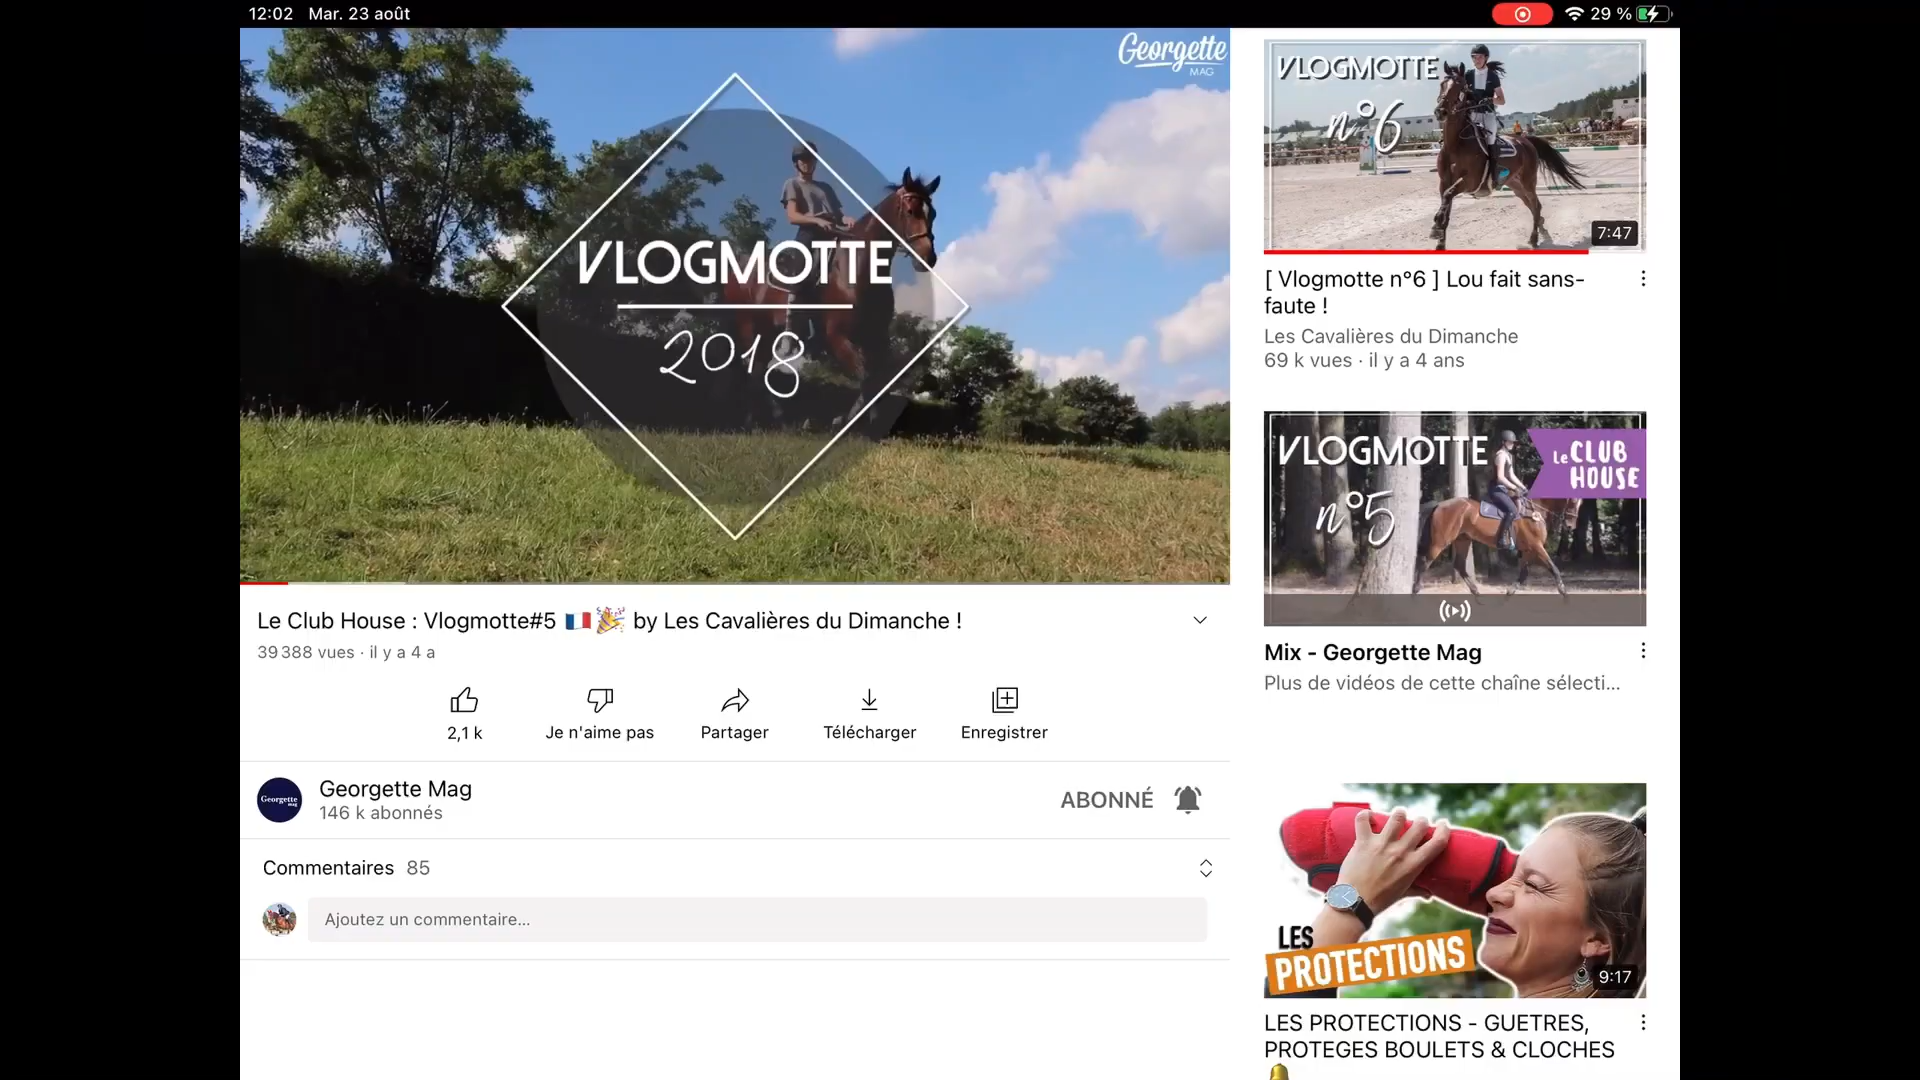 12:02 Mar. 23 août
29 %
Georgette
MAG
VLOGMOTTE
2018
Le Club House : Vlogmotte#5 🇫🇷🎉 by Les Cavalières du Dimanche !
39 388 vues · il y a 4 a
2,1 k
Je n'aime pas
Partager
Télécharger
Enregistrer
Georgette mag
Georgette Mag
146 k abonnés
ABONNÉ
Commentaires 85
Ajoutez un commentaire...
VLOGMOTTE
n°6
7:47
[ Vlogmotte n°6 ] Lou fait sans-
faute !
Les Cavalières du Dimanche
69 k vues · il y a 4 ans
VLOGMOTTE
n°5
Le CLUB
HOUSE
Mix - Georgette Mag
Plus de vidéos de cette chaîne sélecti...
LES
PROTECTIONS
9:17
LES PROTECTIONS - GUETRES,
PROTEGES BOULETS & CLOCHES
🔔